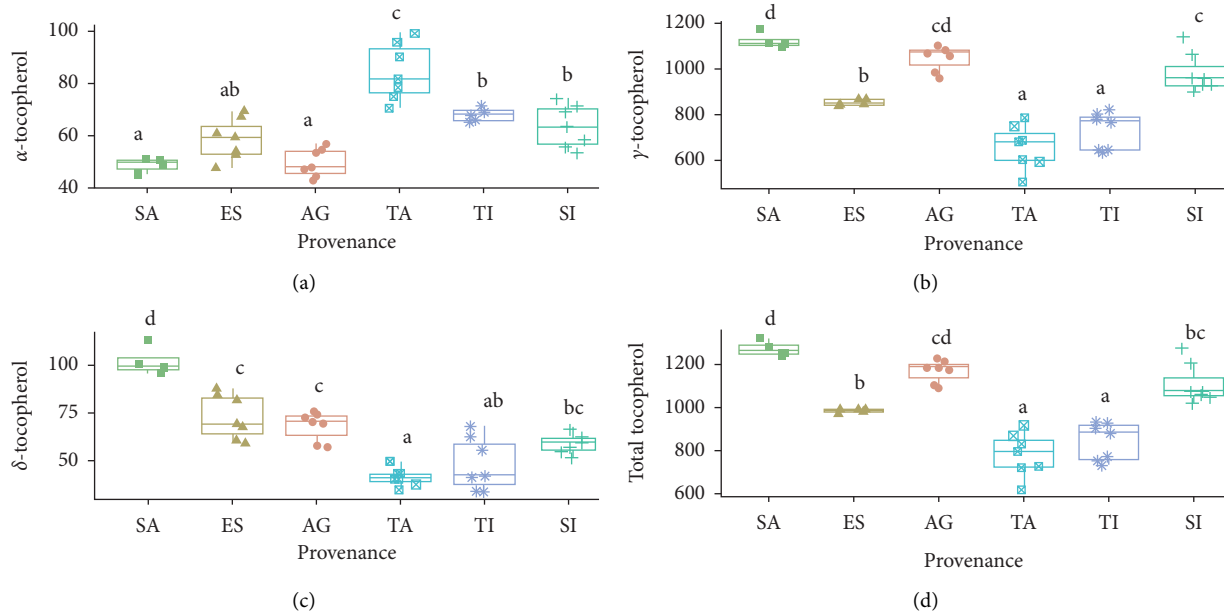 α-tocopherol
100
80
60
40
a
ab
a
c
b
b
SA ES AG TA TI SI
Provenance
(a)
γ-tocopherol
1200
1000
800
600
d
b
cd
a
a
c
SA ES AG TA TI SI
Provenance
(b)
δ-tocopherol
100
75
50
d
c
c
a
ab
bc
SA ES AG TA TI SI
Provenance
(c)
Total tocopherol
1200
1000
800
600
d
b
cd
a
a
bc
SA ES AG TA TI SI
Provenance
(d)